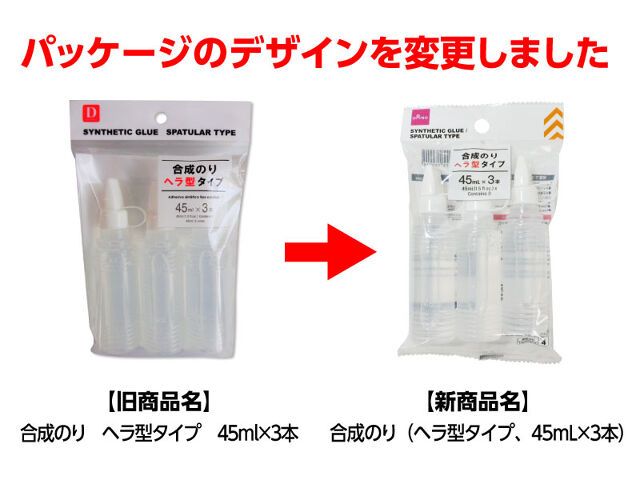 パッケージのデザインを変更しました
D
SYNTHETIC GLUE SPATULAR TYPE
合成のり
ヘラ型タイプ
45ml×3本
DAISO
SYNTHETIC GLUE /
SPATULAR TYPE
合成のり
ヘラ型タイプ
45mL×3本
Contains 3
4
【旧商品名】
合成のり ヘラ型タイプ 45ml×3本
【新商品名】
合成のり（ヘラ型タイプ、45mL×3本）